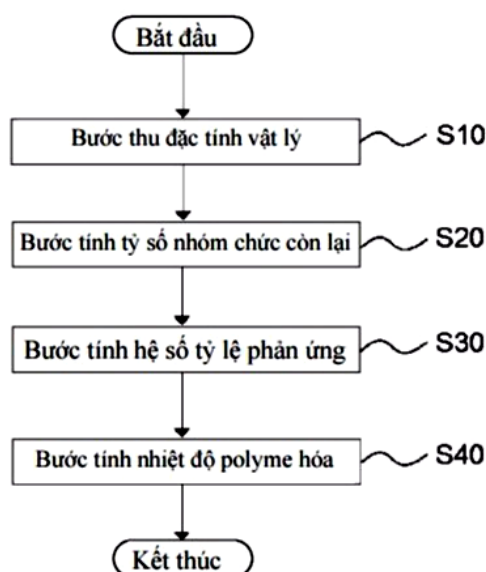 Bắt đầu
Bước thu đặc tính vật lý
S10
Bước tính tỷ số nhóm chức còn lại
S20
Bước tính hệ số tỷ lệ phản ứng
S30
Bước tính nhiệt độ polyme hóa
S40
Kết thúc